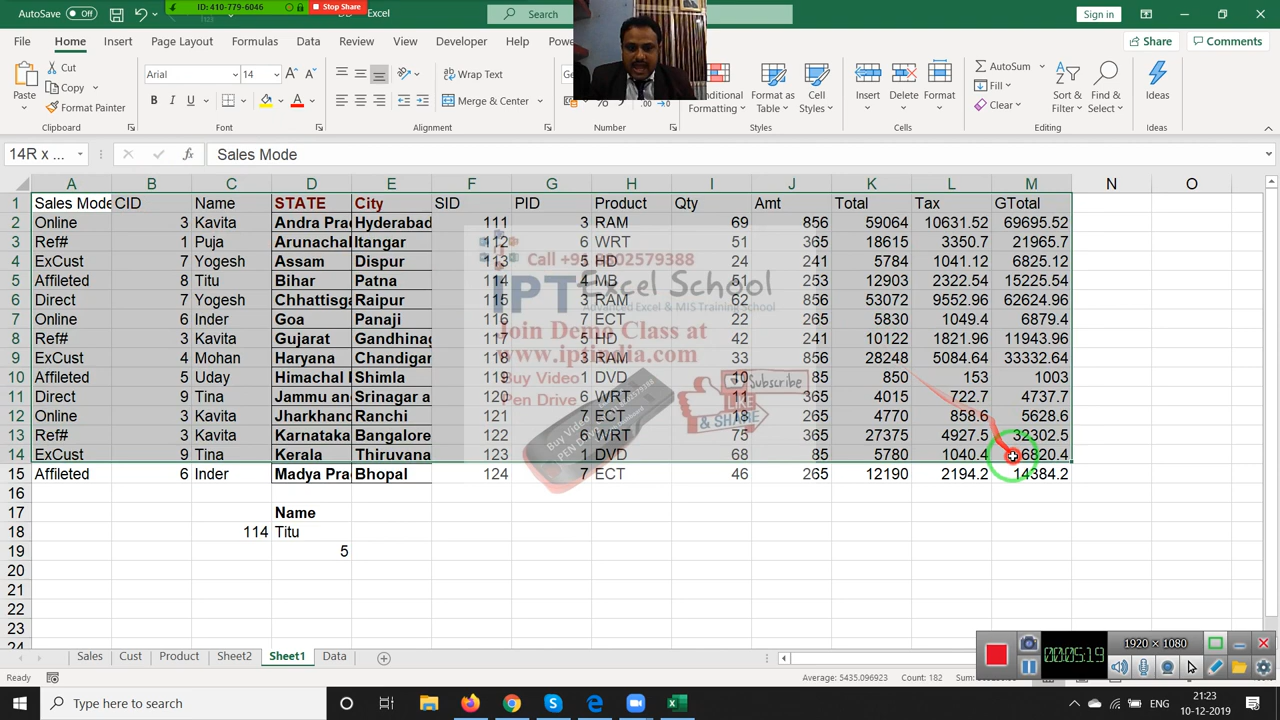 AutoSave Off
ID: 410-779-6046 Stop Share
Excel
Search
Sign in
File Home Insert Page Layout Formulas Data Review View Developer Help
Share Comments
Paste
Cut
Copy
Format Painter
Clipboard
Arial 14
Font
Wrap Text
Merge & Center
Alignment
Number
Conditional Formatting
Format as Table
Cell Styles
Styles
Insert Delete Format
Cells
AutoSum
Fill
Clear
Sort & Filter
Find & Select
Editing
Ideas
Ideas
14R x ... Sales Mode
A B C D E F G H I J K L M N O
1 Sales Mode CID Name STATE City SID PID Product Qty Amt Total Tax GTotal
2 Online 3 Kavita Andra Pra Hyderabad 111 3 RAM 69 856 59064 10631.52 69695.52
3 Ref# 1 Puja Arunachal Itangar 112 6 WRT 51 365 18615 3350.7 21965.7
4 ExCust 7 Yogesh Assam Dispur 113 5 HD 24 241 5784 1041.12 6825.12
5 Affileted 8 Titu Bihar Patna 114 4 MB 51 253 12903 2322.54 15225.54
6 Direct 7 Yogesh Chhattisga Raipur 115 3 RAM 62 856 53072 9552.96 62624.96
7 Online 6 Inder Goa Panaji 116 7 ECT 22 265 5830 1049.4 6879.4
8 Ref# 3 Kavita Gujarat Gandhinag 117 5 HD 42 241 10122 1821.96 11943.96
9 ExCust 4 Mohan Haryana Chandigar 118 3 RAM 33 856 28248 5084.64 33332.64
10 Affileted 5 Uday Himachal Shimla 119 1 DVD 10 85 850 153 1003
11 Direct 9 Tina Jammu an Srinagar a 120 6 WRT 11 365 4015 722.7 4737.7
12 Online 3 Kavita Jharkhand Ranchi 121 7 ECT 18 265 4770 858.6 5628.6
13 Ref# 3 Kavita Karnataka Bangalore 122 6 WRT 75 365 27375 4927.5 32302.5
14 ExCust 9 Tina Kerala Thiruvana 123 1 DVD 68 85 5780 1040.4 6820.4
15 Affileted 6 Inder Madya Pra Bhopal 124 7 ECT 46 265 12190 2194.2 14384.2
16
17 Name
18 114 Titu
19 5
20
21
22
23
24
IPT Excel School
Advanced Excel & MIS Training School
Join Demo Class at
www.iptindia.com
Buy Video
Pen Drive
Subscribe
LIKE
& SHARE
Sales Cust Product Sheet2 Sheet1 Data
1920 × 1080
00:05:19
Ready
Average: 5435.096923 Count: 182
Type here to search
ENG
21:23
10-12-2019